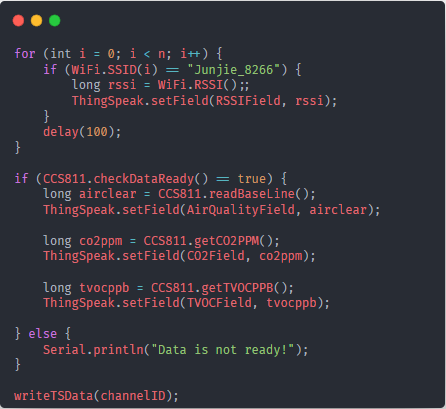 for (int i = 0; i < n; i++) {
    if (WiFi.SSID(i) == "Junjie_8266") {
        long rssi = WiFi.RSSI();;
        ThingSpeak.setField(RSSIField, rssi);
    }
    delay(100);
}

if (CCS811.checkDataReady() == true) {
    long airclear = CCS811.readBaseLine();
    ThingSpeak.setField(AirQualityField, airclear);

    long co2ppm = CCS811.getCO2PPM();
    ThingSpeak.setField(CO2Field, co2ppm);

    long tvocppb = CCS811.getTVOCPPB();
    ThingSpeak.setField(TVOCField, tvocppb);

} else {
    Serial.println("Data is not ready!");
}

writeTSData(channelID);